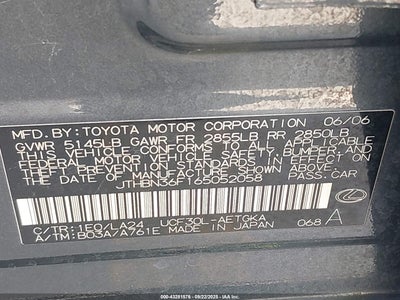 MFD.BY: TOYOTA MOTOR CORPORATION 06/06
GVWR 5145LB GAWR FR 2855LB RR 2850LB
THIS VEHICLE CONFORMS TO ALL APPLICABLE
FEDERAL MOTOR VEHICLE SAFETY, BUMPER,
AND THEFT PREVENTION STANDARDS IN EFFECT ON
THE DATE OF MANUFACTURE SHOWN ABOVE.
JTHBN36F165052058 PASS.CAR
C/TR:1E0/LA24 UCF30L-AETGKA
A/TM:B03A/A761E MADE IN JAPAN 068 A
000-43281576 - 09/22/2025 - IAAI.COM